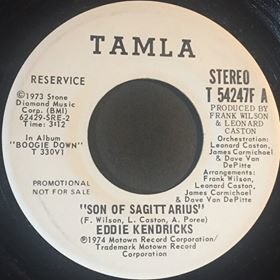 TAMLA
RESERVICE
℗1973 Stone
Diamond Music
Corp. (BMI)
62429-SRE-2
Time: 3:12
In Album
"BOOGIE DOWN"
T 330V1
STEREO
T 54247F A
PRODUCED BY
FRANK WILSON
& LEONARD
CASTON
Orchestration:
Leonard Caston,
James Carmichael
& Dave Van
DePitte
Arrangements:
Frank Wilson,
Leonard Caston,
James Carmichael
& Dave Van DePitte
PROMOTIONAL
NOT FOR SALE
"SON OF SAGITTARIUS"
(F. Wilson, L. Caston, A. Poree)
EDDIE KENDRICKS
℗1974 Motown Record Corporation
Trademark Motown Record Corp.